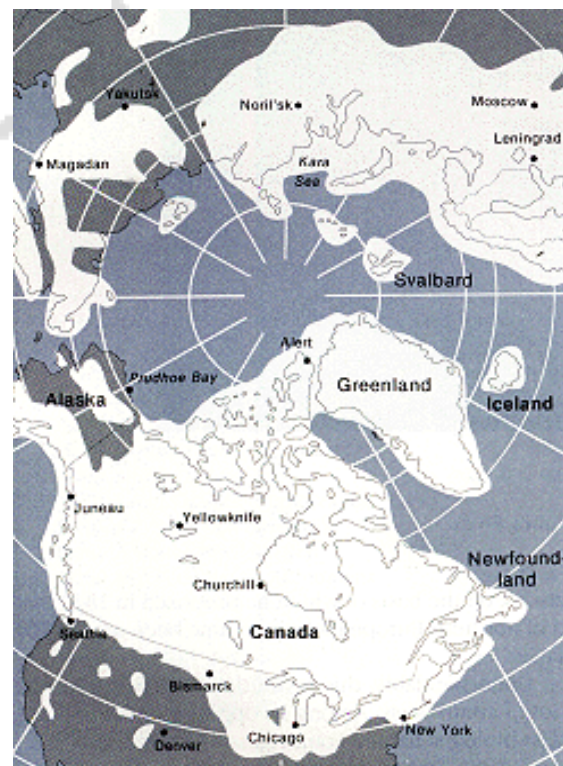 Yakutsk
Noril'sk
Moscow
Leningrad
Magadan
Kara
Sea
Svalbard
Alert
Prudhoe Bay
Greenland
Alaska
Iceland
Juneau
Yellowknife
Newfound-
land
Churchill
Seattle
Canada
Bismarck
Denver
Chicago
New York